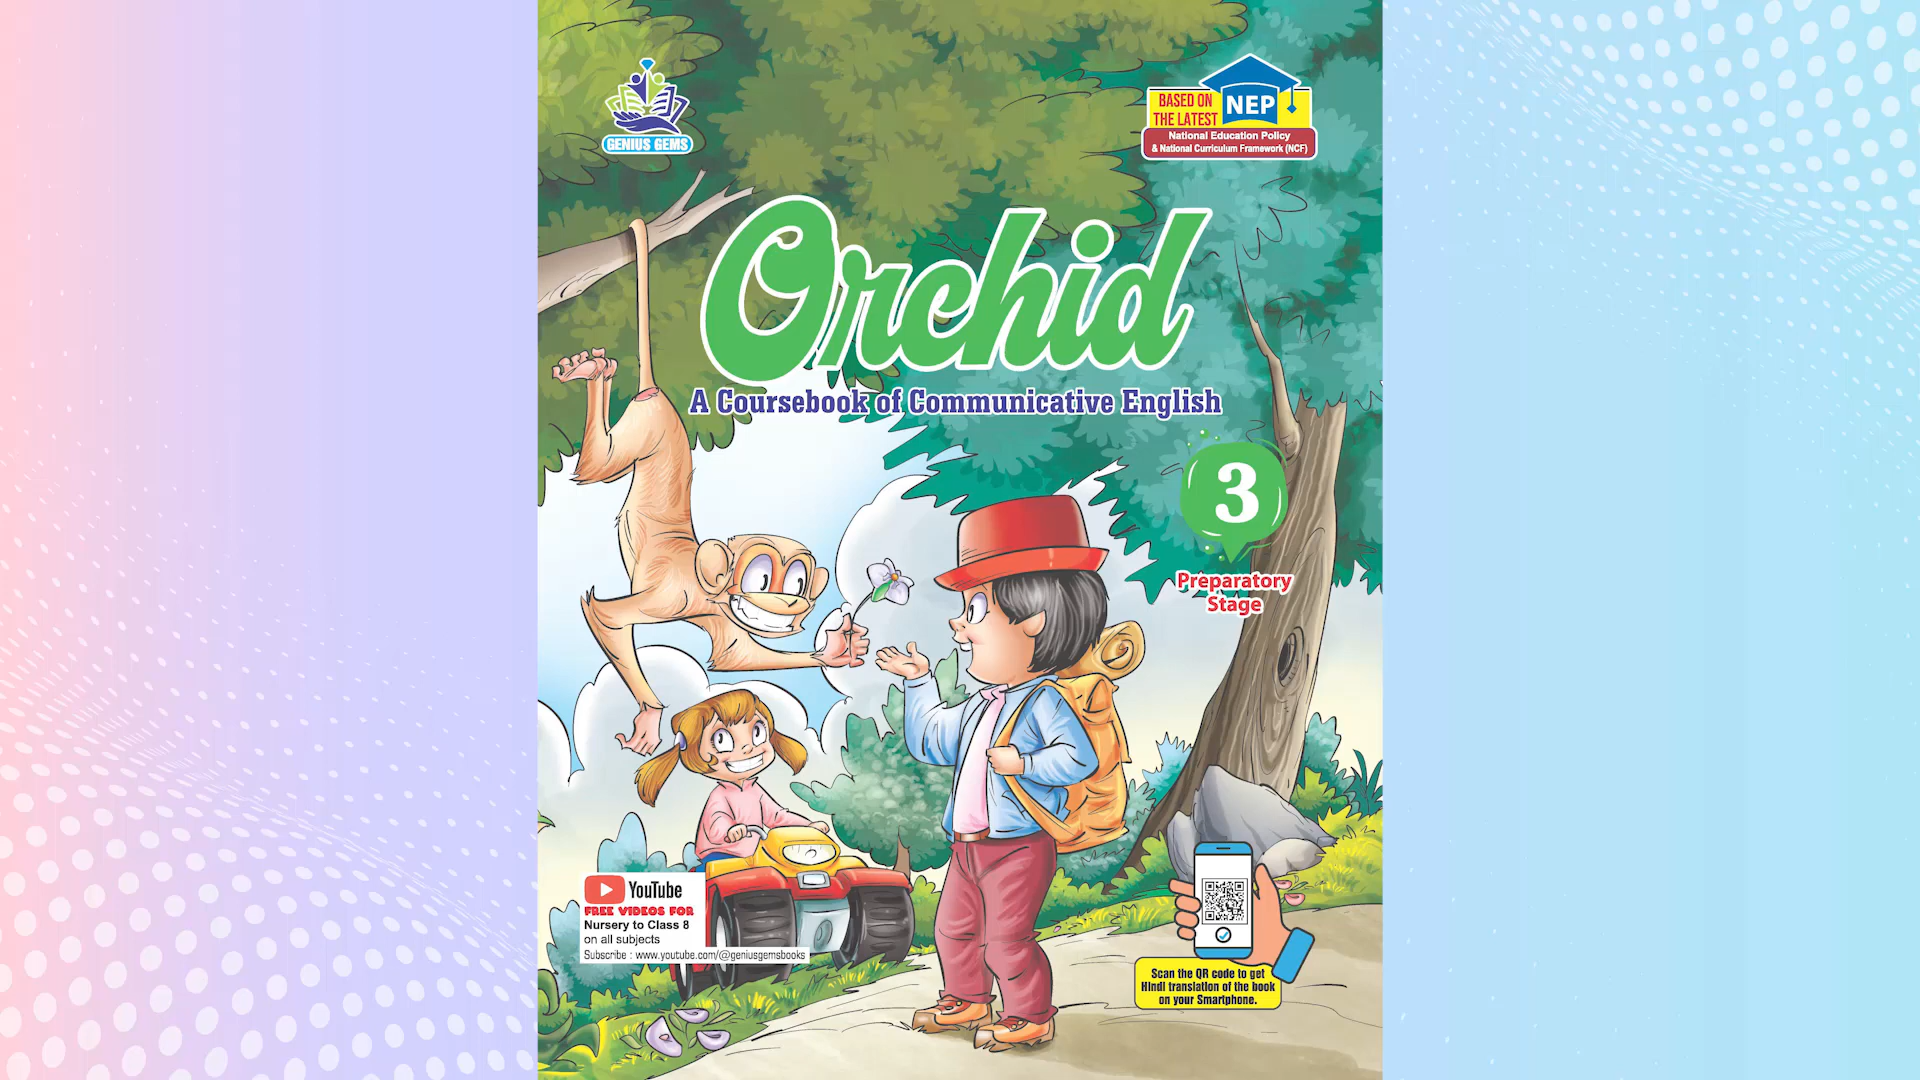 GENIUS GEMS
BASED ON
THE LATEST
NEP
National Education Policy
& National Curriculum Framework (NCF)
Orchid
A Coursebook of Communicative English
3
Preparatory
Stage
YouTube
FREE VIDEOS FOR
Nursery to Class 8
on all subjects
Subscribe : www.youtube.com/@geniusgemsbooks
Scan the QR code to get
Hindi translation of the book
on your Smartphone.